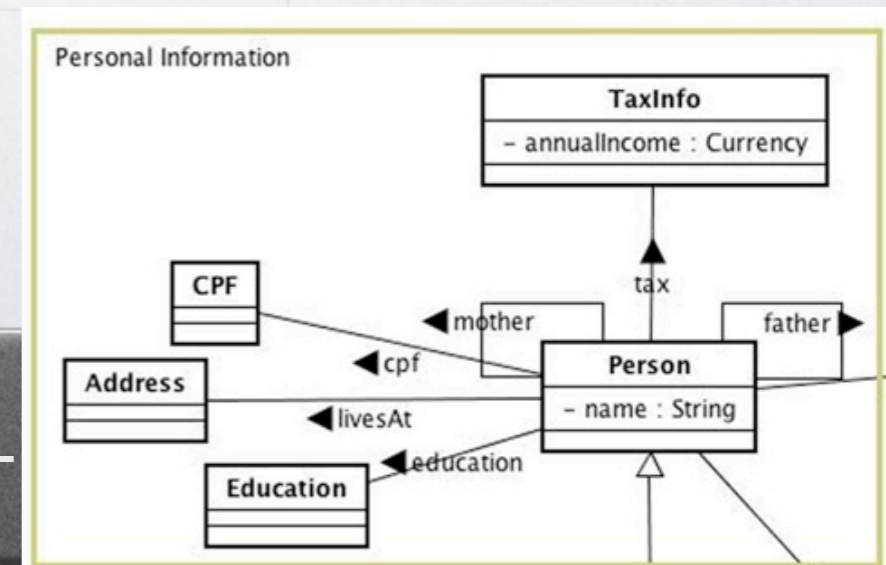 Personal Information
TaxInfo
- annualIncome : Currency
tax
CPF
mother
father
cpf
Person
Address
- name : String
livesAt
education
Education